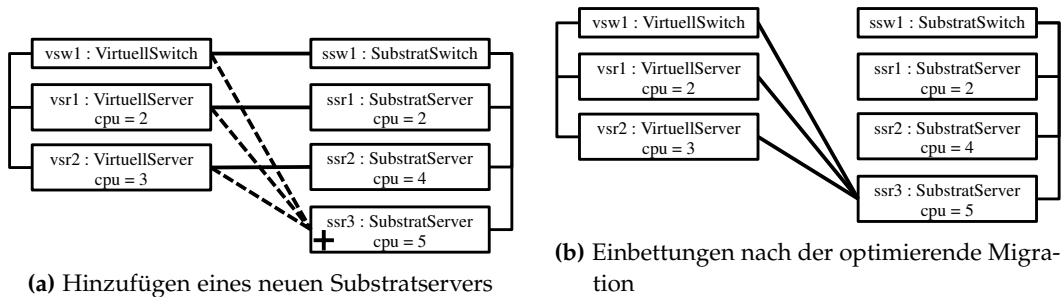 vsw1 : VirtuellSwitch
ssw1 : SubstratSwitch
vsr1 : VirtuellServer
cpu = 2
ssr1 : SubstratServer
cpu = 2
vsr2 : VirtuellServer
cpu = 3
ssr2 : SubstratServer
cpu = 4
ssr3 : SubstratServer
cpu = 5
(a) Hinzufügen eines neuen Substratservers
vsw1 : VirtuellSwitch
ssw1 : SubstratSwitch
vsr1 : VirtuellServer
cpu = 2
ssr1 : SubstratServer
cpu = 2
vsr2 : VirtuellServer
cpu = 3
ssr2 : SubstratServer
cpu = 4
ssr3 : SubstratServer
cpu = 5
(b) Einbettungen nach der optimierende Migra-
tion